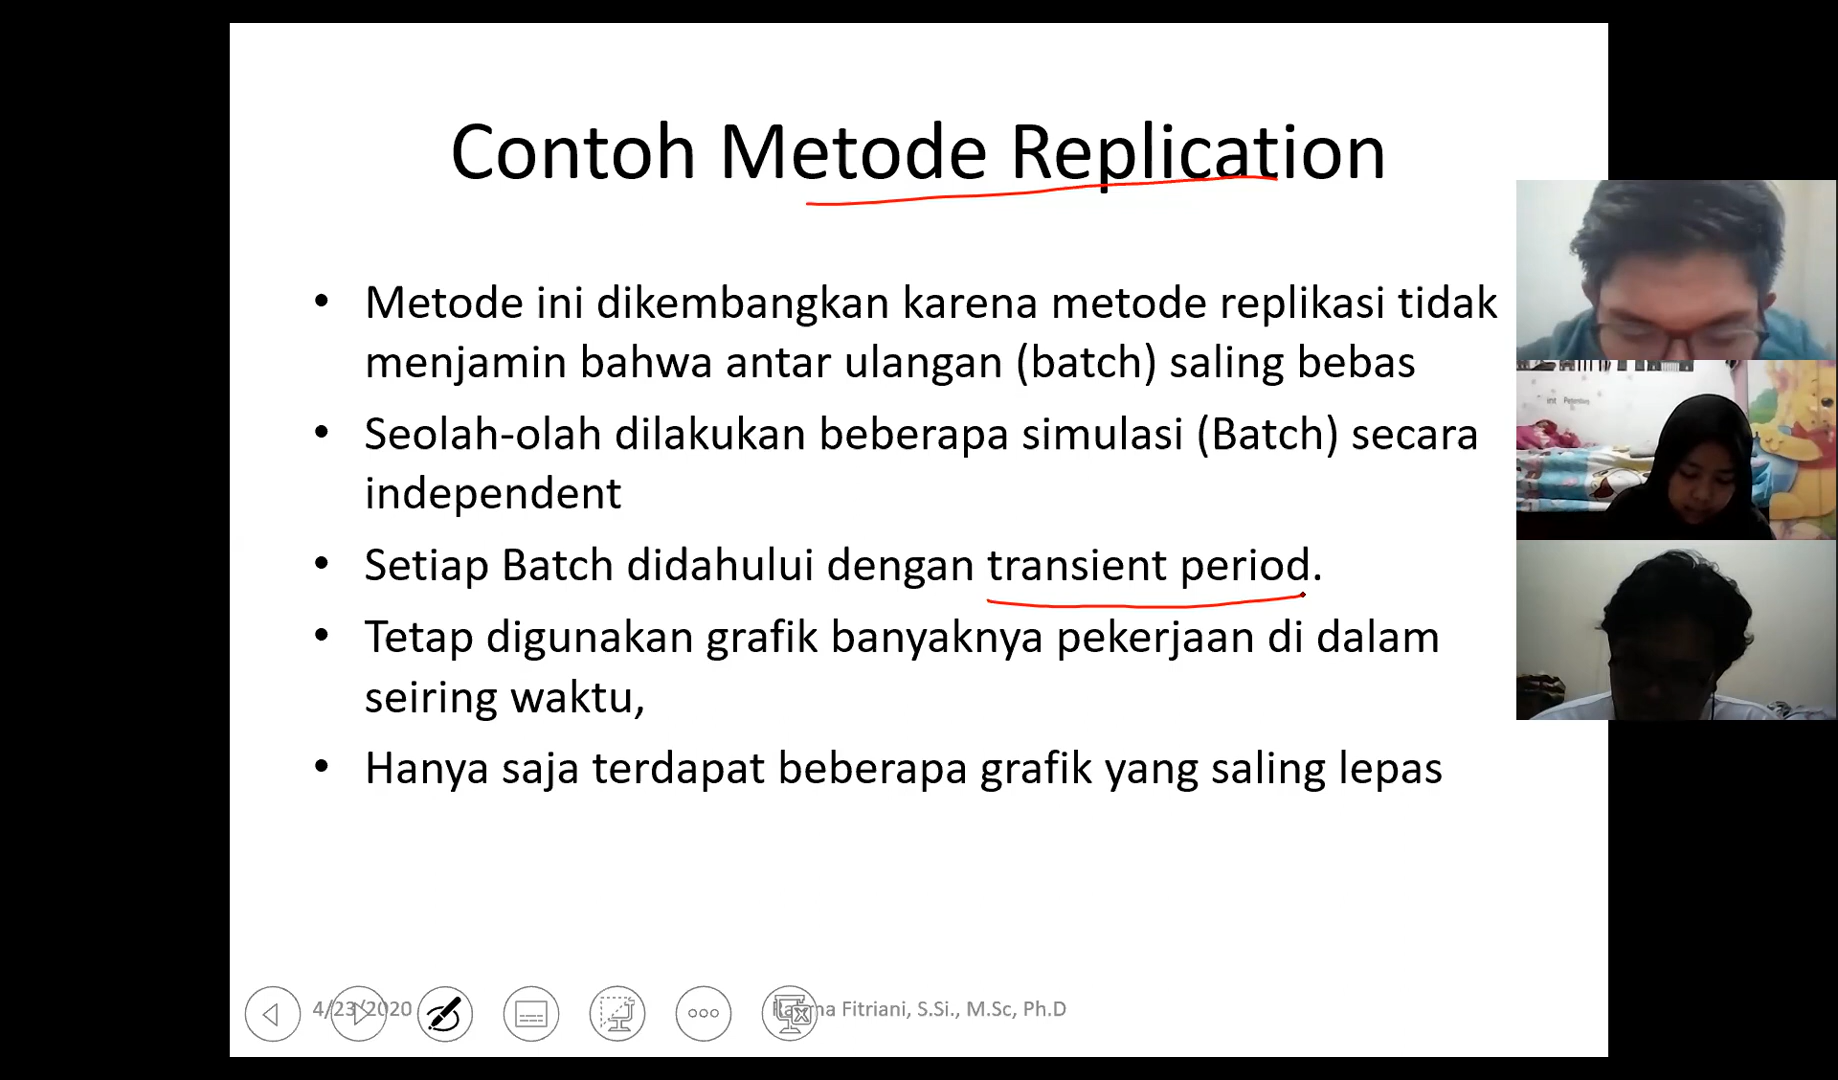 Contoh Metode Replication
• Metode ini dikembangkan karena metode replikasi tidak
menjamin bahwa antar ulangan (batch) saling bebas
• Seolah-olah dilakukan beberapa simulasi (Batch) secara
independent
• Setiap Batch didahului dengan transient period.
• Tetap digunakan grafik banyaknya pekerjaan di dalam
seiring waktu,
• Hanya saja terdapat beberapa grafik yang saling lepas
4/23/2020
Fitriani, S.Si., M.Sc, Ph.D